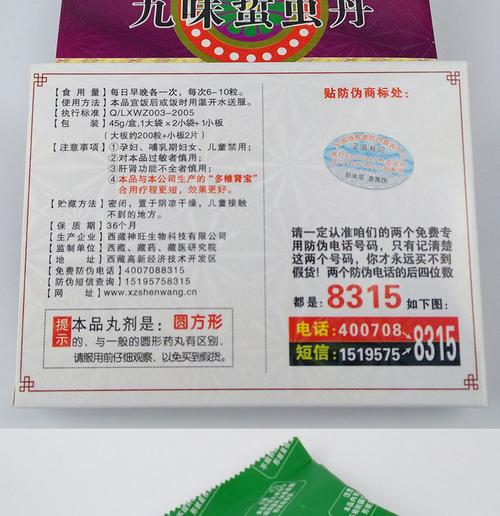 九味蜇虫丹
【食 用 量】每日早晚各一次，每次6-10粒。
【使用方法】本品宜饭后或饭时用温开水送服。
【执行标准】Q/LXWZ003-2005
【包 装】45g/盒,1大袋×2小袋+1小板
（大板约200粒+小板2片）
【注意事项】①孕妇、哺乳期妇女、儿童禁用；
②对本品过敏者慎用；
③肝肾功能不全者慎用；
④本品与本公司生产的“多维肾宝”
合用疗程更短，效果更好。
【贮藏方法】密闭，置于阴凉干燥，儿童接触
不到的地方。
【保 质 期】36个月
【生产企业】西藏神旺生物科技有限公司
【监制单位】西藏、藏药、藏医研究院
【地 址】西藏高新经济技术开发区
【免费防伪电话】4007088315
【防伪短信查询】15195758315
【网 址】www.xzshenwang.cn
提示
本品丸剂是：圆方形
的，与一般的圆形药丸有区别，
请服用前仔细观察，以免买到假货。
贴防伪商标处：
正品标识
请一定认准咱们的两个免费专
用防伪电话号码，只有记清楚
这两个号码，你才永远买不到
假货！两个防伪电话的后四位数
都是：8315如下图：
电话：400708
短信：1519575
8315